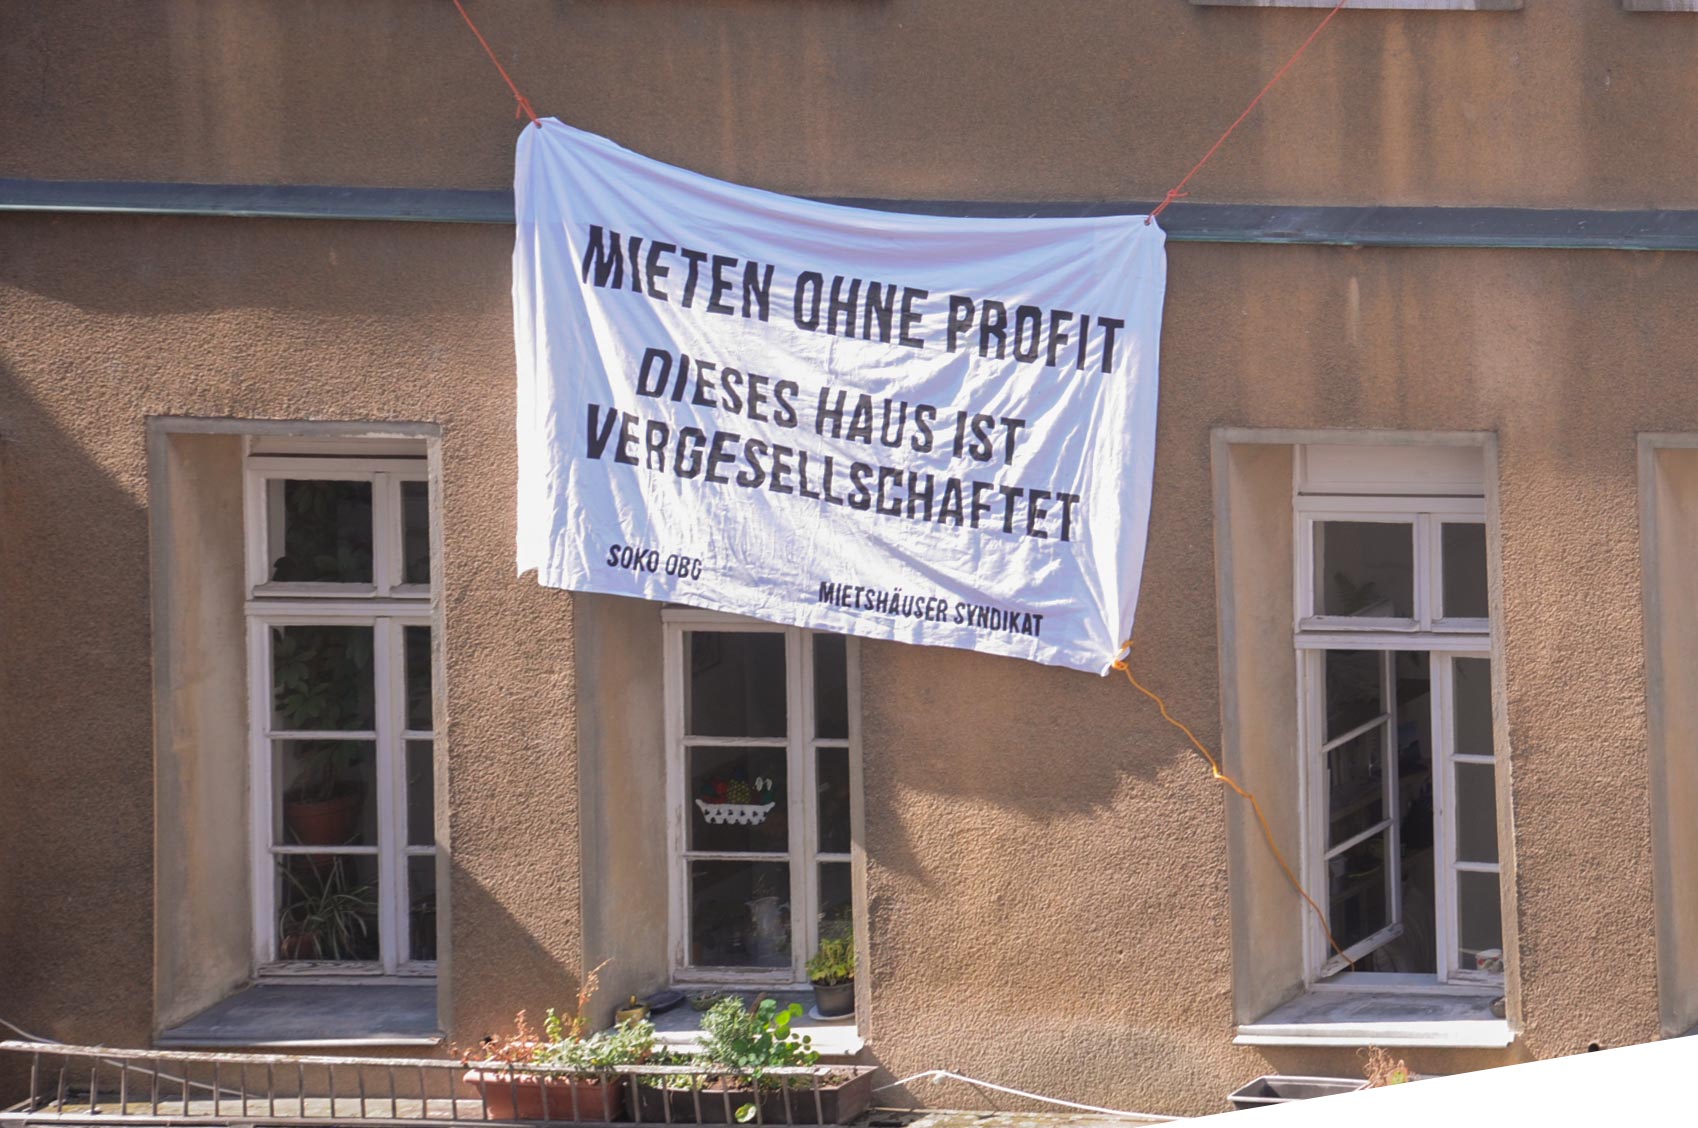 MIETEN OHNE PROFIT
DIESES HAUS IST
VERGESELLSCHAFTET
SOKO OBG
MIETSHÄUSER SYNDIKAT